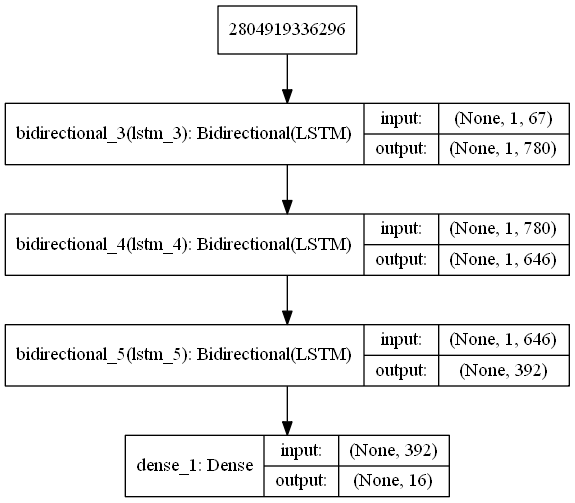 2804919336296
bidirectional_3(lstm_3): Bidirectional(LSTM)
input: (None, 1, 67)
output: (None, 1, 780)
bidirectional_4(lstm_4): Bidirectional(LSTM)
input: (None, 1, 780)
output: (None, 1, 646)
bidirectional_5(lstm_5): Bidirectional(LSTM)
input: (None, 1, 646)
output: (None, 392)
dense_1: Dense
input: (None, 392)
output: (None, 16)